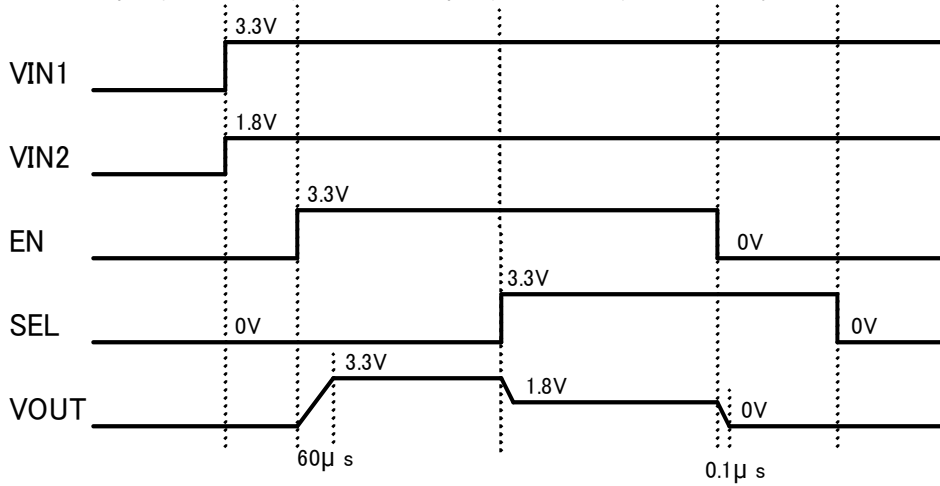 3.3V
VIN1
1.8V
VIN2
3.3V
EN
0V
3.3V
SEL
0V
0V
3.3V
1.8V
VOUT
0V
60μ s
0.1μ s